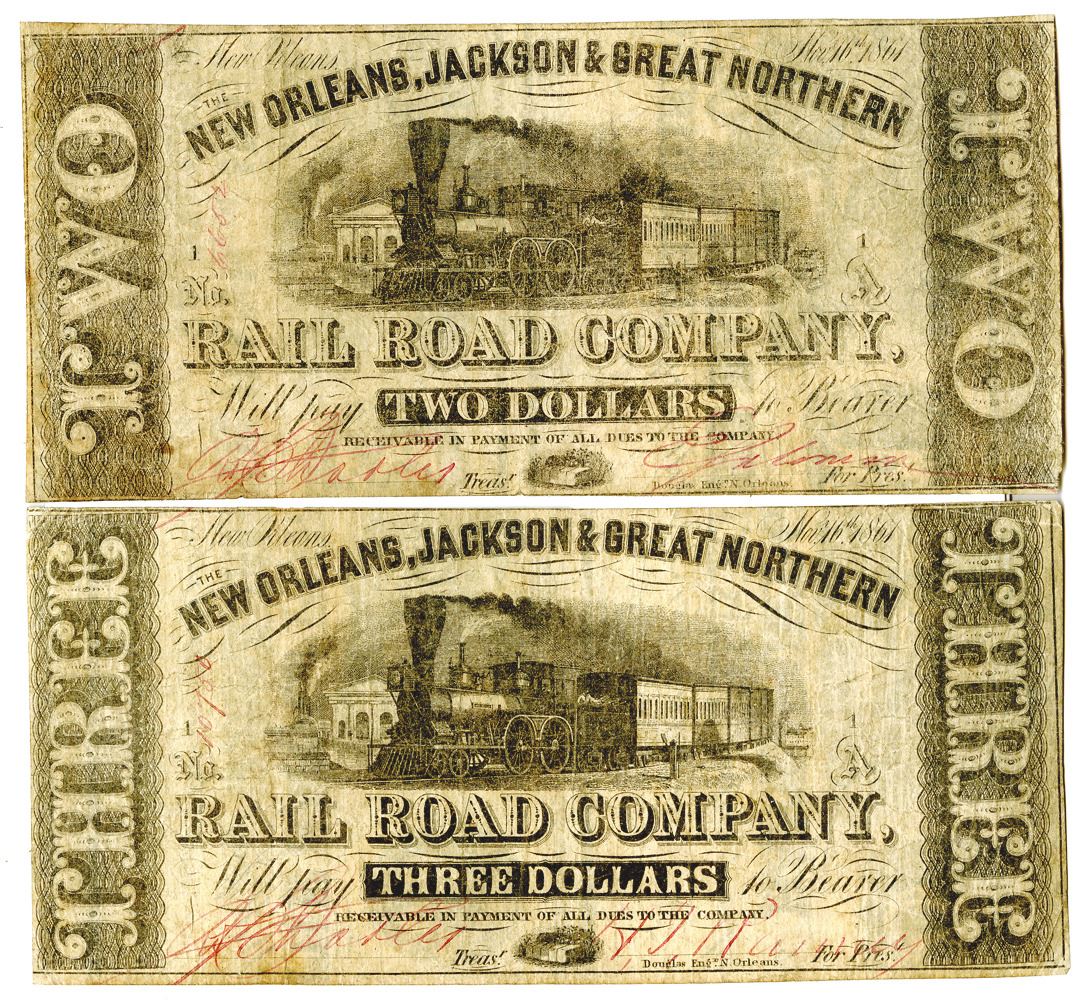 New Orleans, Nov. 16th 1861
THE
NEW ORLEANS, JACKSON & GREAT NORTHERN
TWO
TWO
1
1
No.
A
RAIL ROAD COMPANY,
Will pay TWO DOLLARS to Bearer
RECEIVABLE IN PAYMENT OF ALL DUES TO THE COMPANY
Treasr.
Douglas Engr. N. Orleans.
For Pres.
New Orleans, Nov. 16th 1861
THE
NEW ORLEANS, JACKSON & GREAT NORTHERN
THREE
THREE
1
1
No.
A
RAIL ROAD COMPANY,
Will pay THREE DOLLARS to Bearer
RECEIVABLE IN PAYMENT OF ALL DUES TO THE COMPANY.
Treasr.
Douglas Engr. N. Orleans.
For Pres.